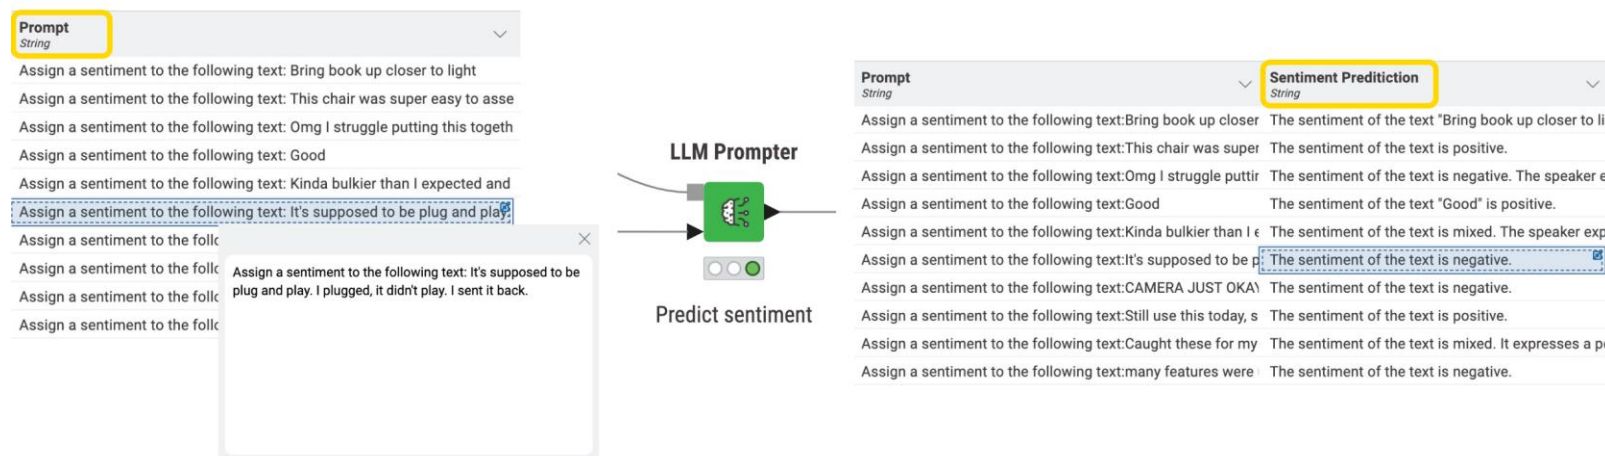 Prompt
String
Assign a sentiment to the following text: Bring book up closer to light
Assign a sentiment to the following text: This chair was super easy to asse
Assign a sentiment to the following text: Omg I struggle putting this togeth
Assign a sentiment to the following text: Good
Assign a sentiment to the following text: Kinda bulkier than I expected and
Assign a sentiment to the following text: It's supposed to be plug and play.
Assign a sentiment to the follo
Assign a sentiment to the follo
Assign a sentiment to the follo
Assign a sentiment to the follo
Assign a sentiment to the following text: It's supposed to be
plug and play. I plugged, it didn't play. I sent it back.
LLM Prompter
Predict sentiment
Prompt Sentiment Preditiction
String String
Assign a sentiment to the following text:Bring book up closer The sentiment of the text "Bring book up closer to li
Assign a sentiment to the following text:This chair was super The sentiment of the text is positive.
Assign a sentiment to the following text:Omg I struggle puttin The sentiment of the text is negative. The speaker e
Assign a sentiment to the following text:Good The sentiment of the text "Good" is positive.
Assign a sentiment to the following text:Kinda bulkier than I e The sentiment of the text is mixed. The speaker exp
Assign a sentiment to the following text:It's supposed to be p The sentiment of the text is negative.
Assign a sentiment to the following text:CAMERA JUST OKAY The sentiment of the text is negative.
Assign a sentiment to the following text:Still use this today, s The sentiment of the text is positive.
Assign a sentiment to the following text:Caught these for my The sentiment of the text is mixed. It expresses a po
Assign a sentiment to the following text:many features were The sentiment of the text is negative.